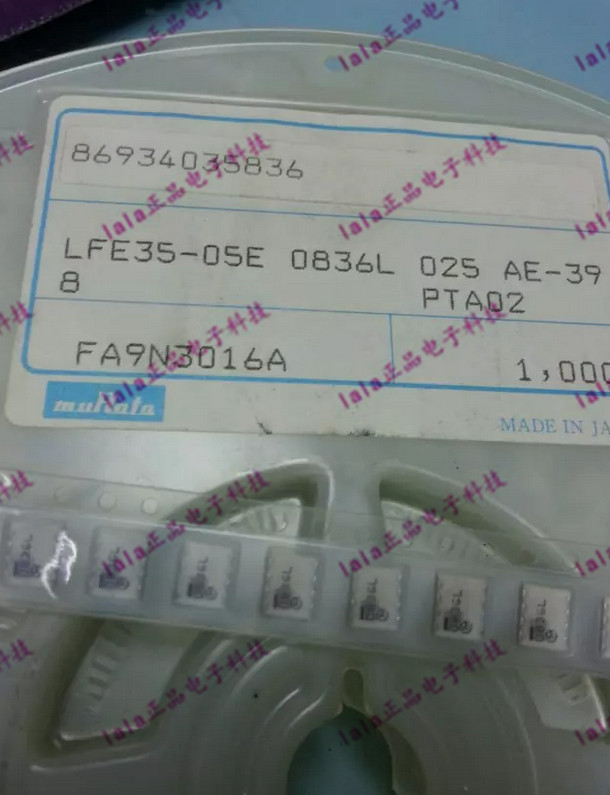 86934035836
LFE35-05E 0836L 025 AE-39
8 PTA02
FA9N3016A 1,000
muRata
MADE IN JA
lala正品电子科技